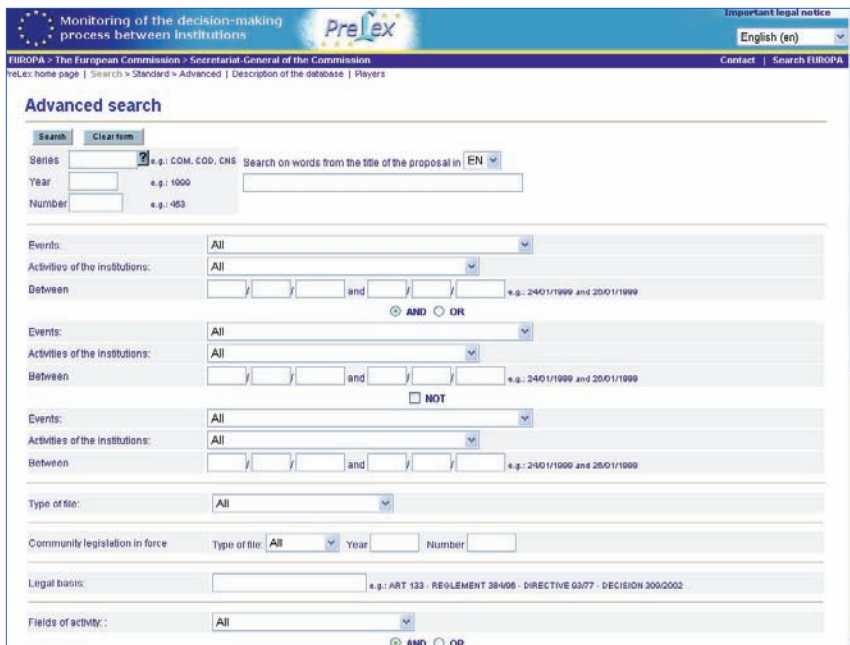 Important legal notice
Monitoring of the decision-making
process between institutions
PreLex
English (en)
EUROPA > The European Commission > Secretariat-General of the Commission
Contact | Search EUROPA
PreLex home page | Search > Standard > Advanced | Description of the database | Players
Advanced search
Search Clear form
Series ? e.g.: COM, COD, CNS Search on words from the title of the proposal in EN
Year e.g.: 1999
Number e.g.: 453
Events: All
Activities of the institutions: All
Between / / and / / e.g.: 24/01/1999 and 26/01/1999
AND OR
Events: All
Activities of the institutions: All
Between / / and / / e.g.: 24/01/1999 and 26/01/1999
NOT
Events: All
Activities of the institutions: All
Between / / and / / e.g.: 24/01/1999 and 26/01/1999
Type of file: All
Community legislation in force Type of file: All Year Number
Legal basis: e.g.: ART 133 - REGLEMENT 384/96 - DIRECTIVE 93/77 - DECISION 300/2002
Fields of activity: : All
AND OR